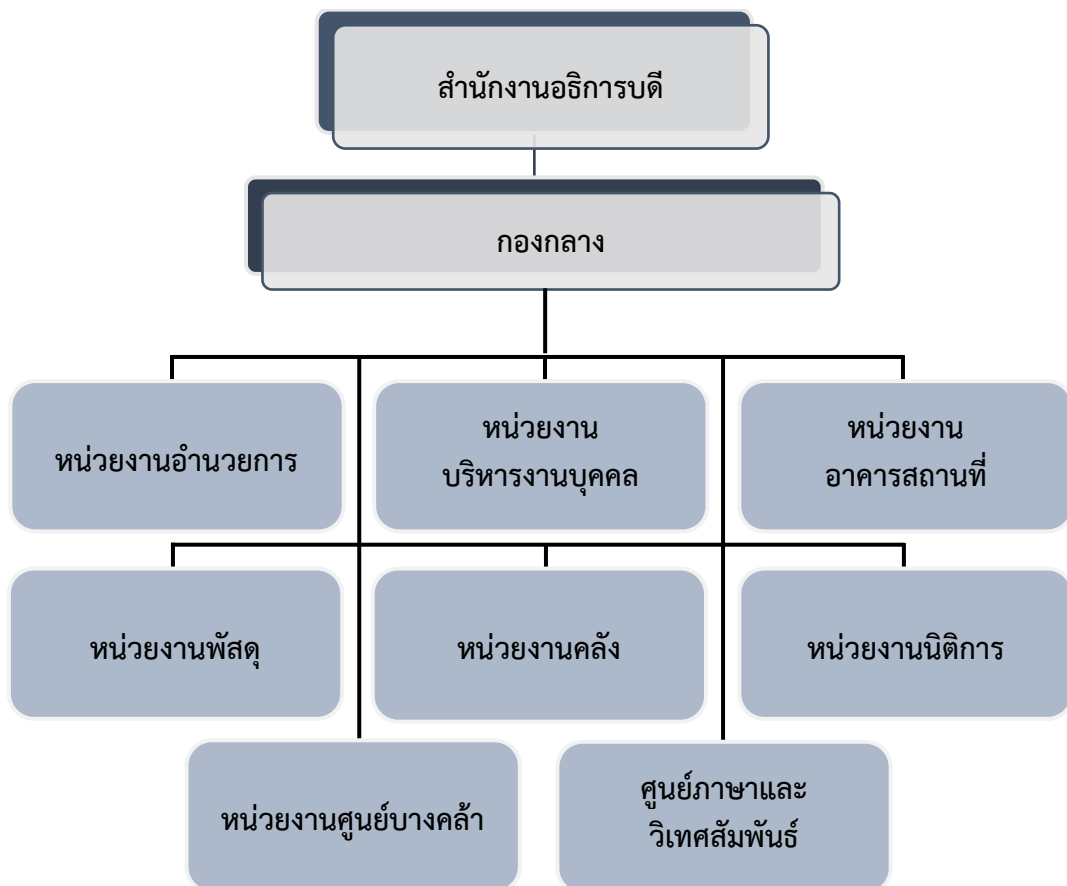 สำนักงานอธิการบดี
กองกลาง
หน่วยงานอำนวยการ
หน่วยงาน
บริหารงานบุคคล
หน่วยงาน
อาคารสถานที่
หน่วยงานพัสดุ
หน่วยงานคลัง
หน่วยงานนิติการ
หน่วยงานศูนย์บางคล้า
ศูนย์ภาษาและ
วิเทศสัมพันธ์